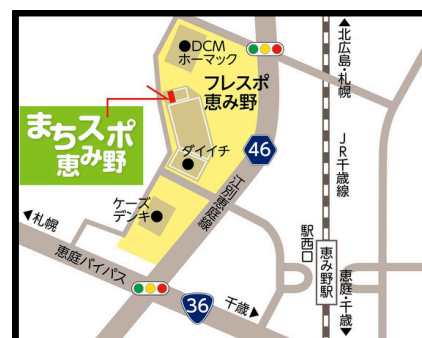 DCM
ホーマック
フレスポ
恵み野
まちスポ
恵み野
ダイイチ
46
江別恵庭線
ケーズ
デンキ
◀札幌
恵庭バイパス
36
千歳▶
▲北広島・札幌
JR千歳線
駅西口
恵み野駅
恵庭・千歳▼